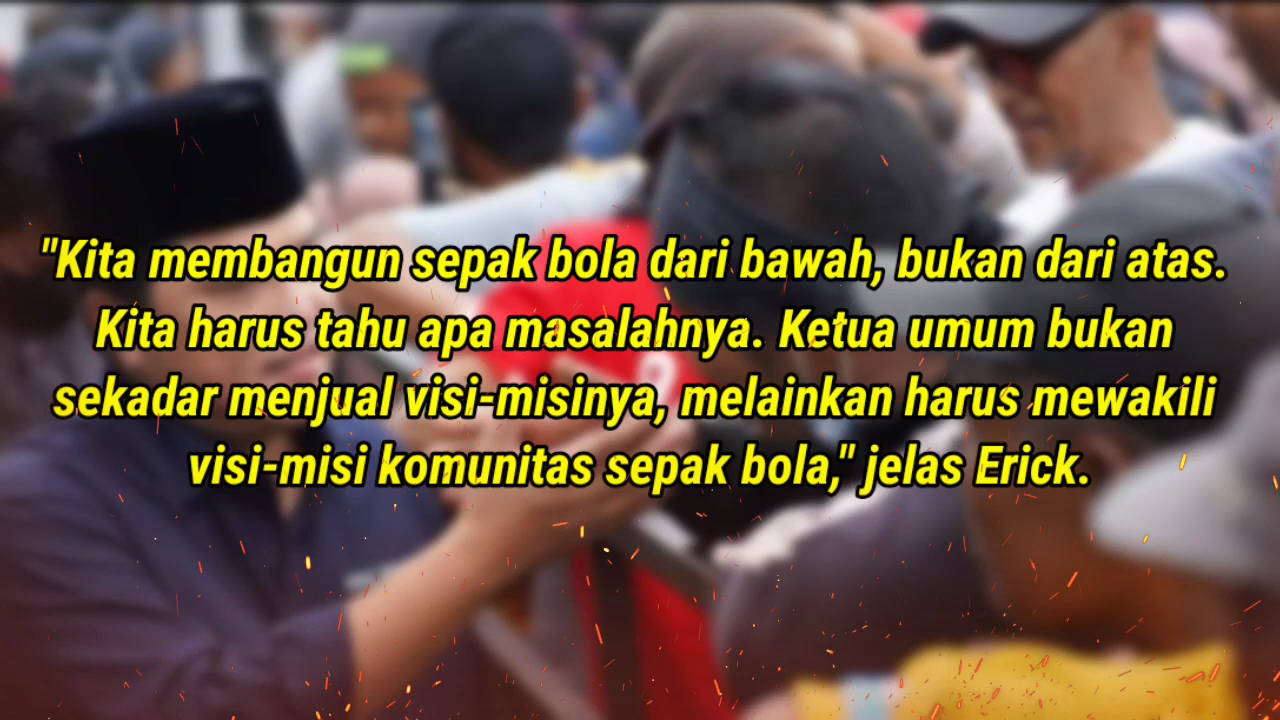 "Kita membangun sepak bola dari bawah, bukan dari atas.
Kita harus tahu apa masalahnya. Ketua umum bukan
sekadar menjual visi-misinya, melainkan harus mewakili
visi-misi komunitas sepak bola," jelas Erick.